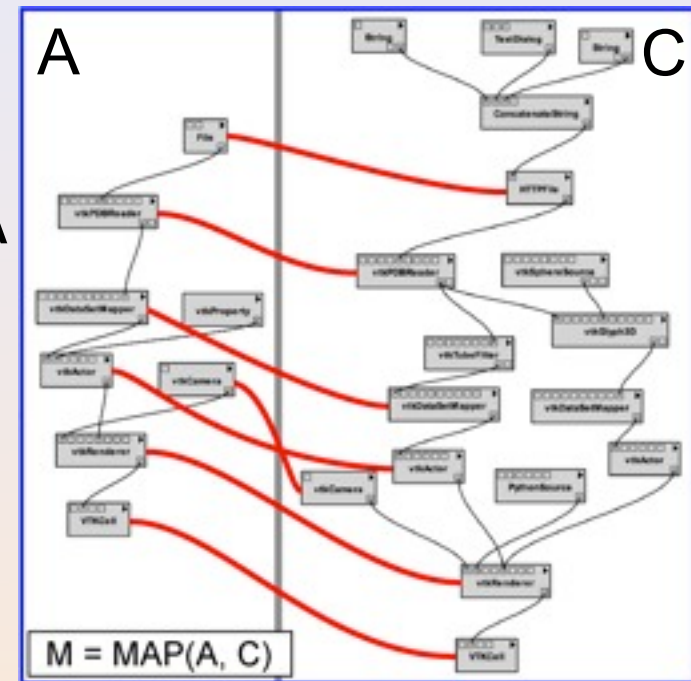 A
C
String
TextDialog
String
ConcatenateString
File
HTTPFile
vtkPDBReader
vtkPDBReader
vtkSphereSource
vtkDataSetMapper
vtkProperty
vtkGlyph3D
vtkTubeFilter
vtkActor
vtkCamera
vtkDataSetMapper
vtkDataSetMapper
vtkRenderer
vtkActor
vtkActor
vtkCamera
PythonSource
VTKCell
vtkRenderer
VTKCell
M = MAP(A, C)